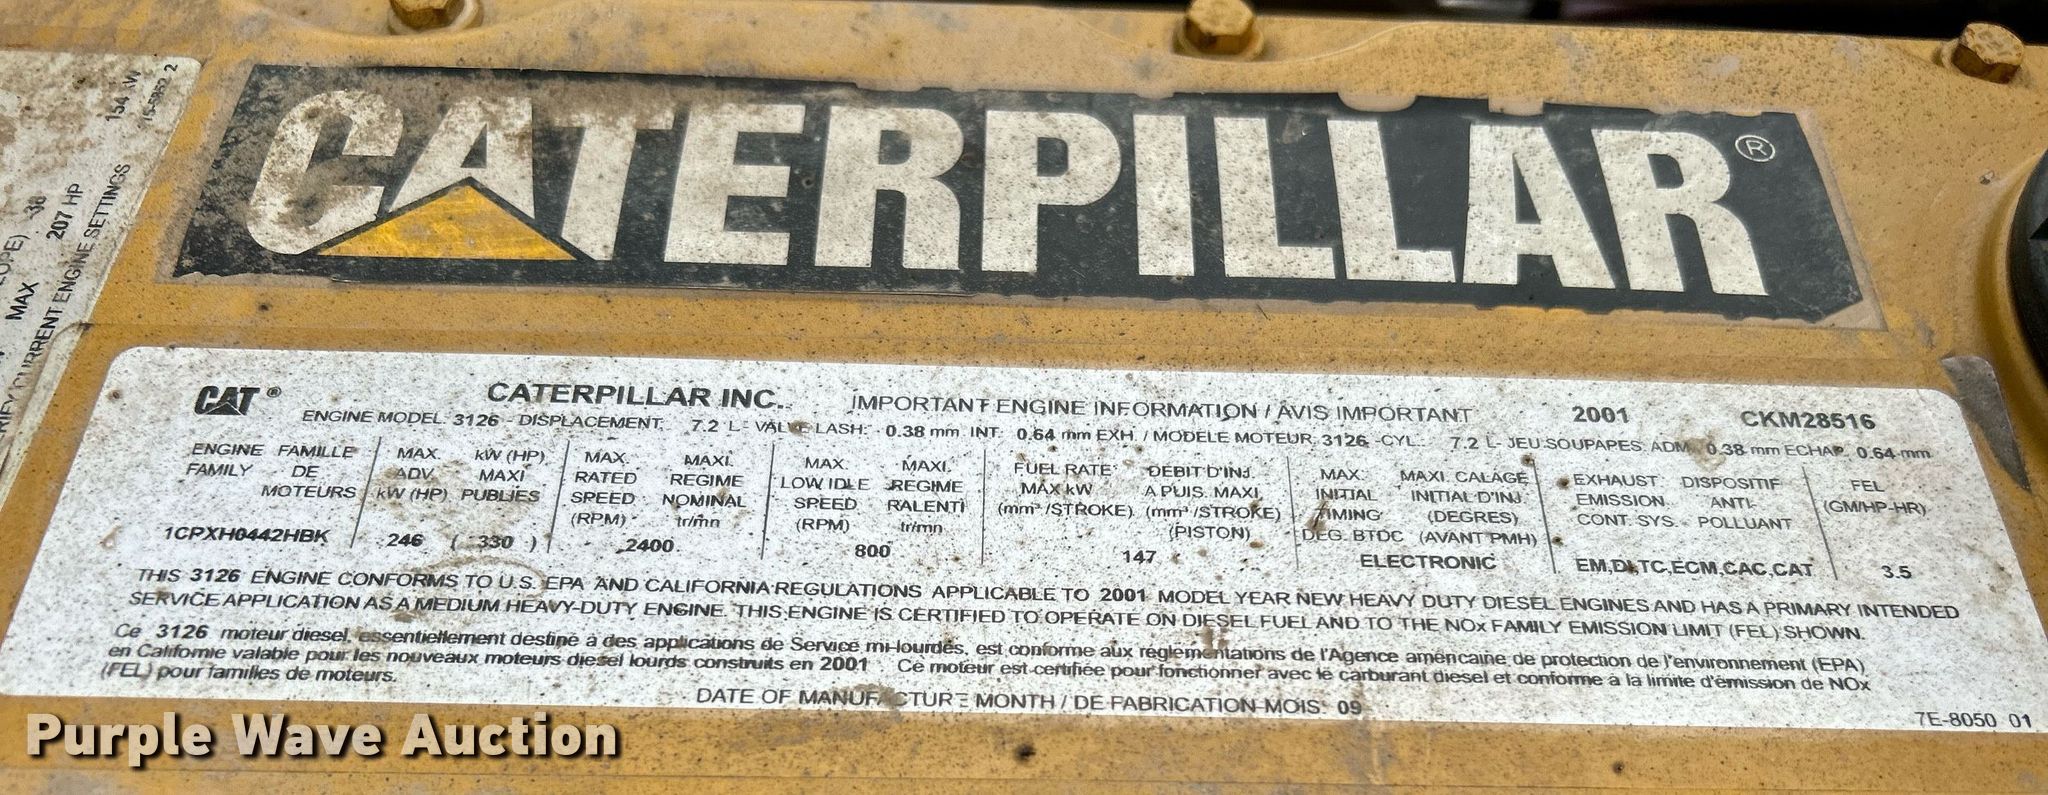 154 kW
15-5852 2
207 HP
MAX
CURRENT ENGINE SETTINGS
CATERPILLAR®
CAT®
CATERPILLAR INC.
IMPORTANT ENGINE INFORMATION / AVIS IMPORTANT
2001
CKM28516
ENGINE MODEL: 3126 - DISPLACEMENT: 7.2 L- VALVE LASH: 0.38 mm INT: 0.64 mm EXH. / MODELE MOTEUR: 3126 -CYL.: 7.2 L- JEU SOUPAPES: ADM. 0.38 mm ECHAP. 0.64 mm
ENGINE FAMILY
FAMILLE DE MOTEURS
MAX. ADV. kW (HP)
kW (HP) MAXI PUBLIES
MAX. RATED SPEED (RPM)
MAXI. REGIME NOMINAL tr/mn
MAX. LOW IDLE SPEED (RPM)
MAXI. REGIME RALENTI tr/mn
FUEL RATE MAX kW (mm³ /STROKE)
DEBIT D'INJ. A PUIS. MAXI. (mm³ /STROKE) (PISTON)
MAX. INITIAL TIMING DEG. BTDC
MAXI CALAGE INITIAL D'INJ. (DEGRES) (AVANT PMH)
EXHAUST EMISSION CONT. SYS.
DISPOSITIF ANTI- POLLUANT
FEL (GM/HP-HR)
1CPXH0442HBK
246 ( 330 )
2400
800
147
ELECTRONIC
EM,DI,TC,ECM,CAC,CAT
3.5
THIS 3126 ENGINE CONFORMS TO U.S. EPA AND CALIFORNIA REGULATIONS APPLICABLE TO 2001 MODEL YEAR NEW HEAVY DUTY DIESEL ENGINES AND HAS A PRIMARY INTENDED
SERVICE APPLICATION AS A MEDIUM HEAVY-DUTY ENGINE. THIS ENGINE IS CERTIFIED TO OPERATE ON DIESEL FUEL AND TO THE NOx FAMILY EMISSION LIMIT (FEL) SHOWN.
Ce 3126 moteur diesel, essentiellement destiné à des applications de Service mi-lourdés, est conforme aux réglementations de l'Agence américaine de protection de l'environnement (EPA)
en Californie valable pour les nouveaux moteurs diesel lourds construits en 2001 . Ce moteur est certifiée pour fonctionner avec le carburant diesel et conforme à la limite d'émission de NOx
(FEL) pour familles de moteurs.
DATE OF MANUFACTURE MONTH / DE FABRICATION-MOIS: 09
7E-8050 01
Purple Wave Auction